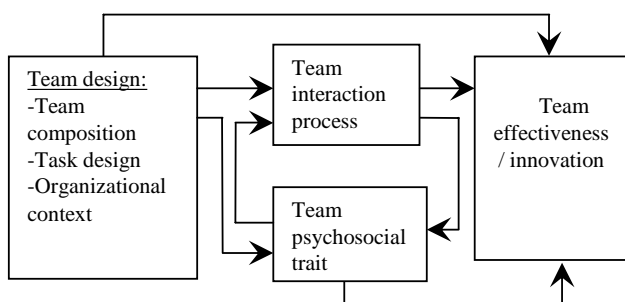 Team design:
-Team
composition
-Task design
-Organizational
context
Team
interaction
process
Team
psychosocial
trait
Team
effectiveness
/ innovation